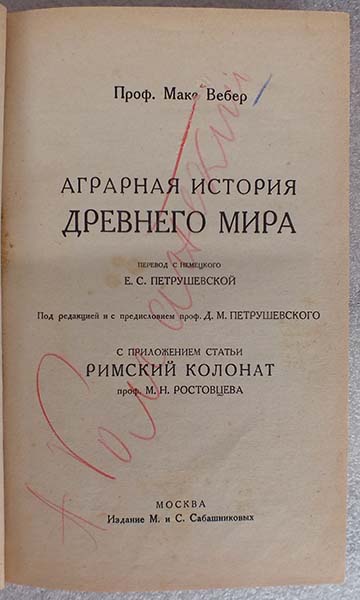 Проф. Макс Вебер
АГРАРНАЯ ИСТОРИЯ
ДРЕВНЕГО МИРА
ПЕРЕВОД С НЕМЕЦКОГО
Е. С. ПЕТРУШЕВСКОЙ
Под редакцией и с предисловием проф. Д. М. ПЕТРУШЕВСКОГО
С ПРИЛОЖЕНИЕМ СТАТЬИ
РИМСКИЙ КОЛОНАТ
проф. М. Н. РОСТОВЦЕВА
МОСКВА
Издание М. и С. Сабашниковых